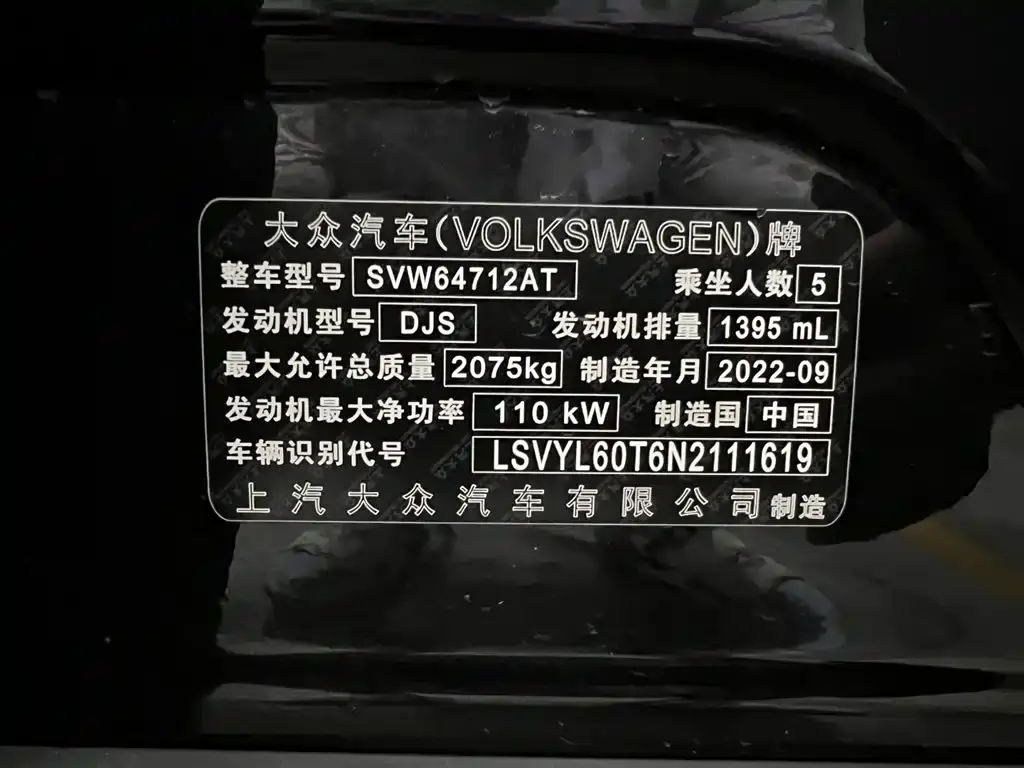 大众汽车(VOLKSWAGEN)牌
整车型号 SVW64712AT 乘坐人数 5
发动机型号 DJS 发动机排量 1395 mL
最大允许总质量 2075kg 制造年月 2022-09
发动机最大净功率 110 kW 制造国 中国
车辆识别代号 LSVYL60T6N2111619
上汽大众汽车有限公司制造